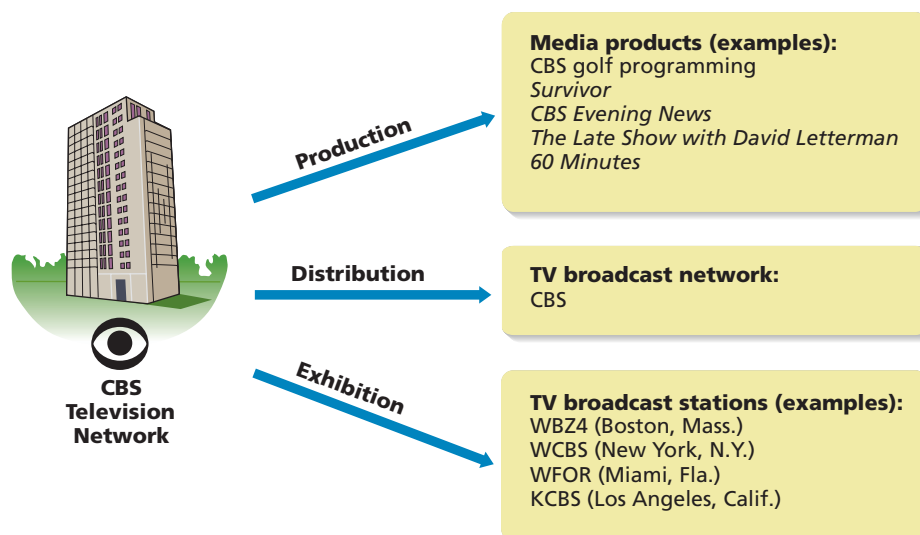 Media products (examples):
CBS golf programming
Survivor
CBS Evening News
The Late Show with David Letterman
60 Minutes
Production
Distribution
TV broadcast network:
CBS
Exhibition
CBS
Television
Network
TV broadcast stations (examples):
WBZ4 (Boston, Mass.)
WCBS (New York, N.Y.)
WFOR (Miami, Fla.)
KCBS (Los Angeles, Calif.)